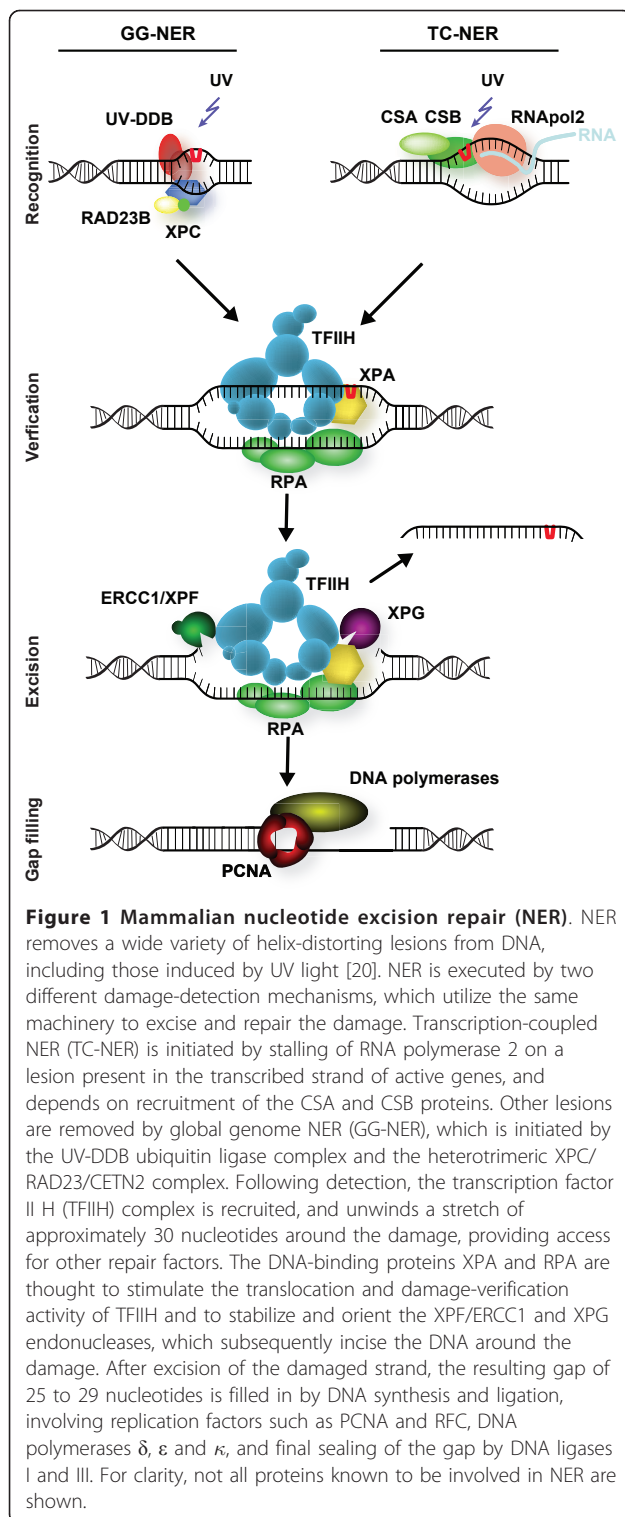 GG-NER
TC-NER
UV
UV
UV-DDB
CSA CSB
RNApol2
RNA
Recognition
RAD23B
XPC
TFIIH
XPA
Verfication
RPA
TFIIH
ERCC1/XPF
XPG
Excision
RPA
DNA polymerases
Gap filling
PCNA
Figure 1 Mammalian nucleotide excision repair (NER). NER
removes a wide variety of helix-distorting lesions from DNA,
including those induced by UV light [20]. NER is executed by two
different damage-detection mechanisms, which utilize the same
machinery to excise and repair the damage. Transcription-coupled
NER (TC-NER) is initiated by stalling of RNA polymerase 2 on a
lesion present in the transcribed strand of active genes, and
depends on recruitment of the CSA and CSB proteins. Other lesions
are removed by global genome NER (GG-NER), which is initiated by
the UV-DDB ubiquitin ligase complex and the heterotrimeric XPC/
RAD23/CETN2 complex. Following detection, the transcription factor
II H (TFIIH) complex is recruited, and unwinds a stretch of
approximately 30 nucleotides around the damage, providing access
for other repair factors. The DNA-binding proteins XPA and RPA are
thought to stimulate the translocation and damage-verification
activity of TFIIH and to stabilize and orient the XPF/ERCC1 and XPG
endonucleases, which subsequently incise the DNA around the
damage. After excision of the damaged strand, the resulting gap of
25 to 29 nucleotides is filled in by DNA synthesis and ligation,
involving replication factors such as PCNA and RFC, DNA
polymerases δ, ε and κ, and final sealing of the gap by DNA ligases
I and III. For clarity, not all proteins known to be involved in NER are
shown.